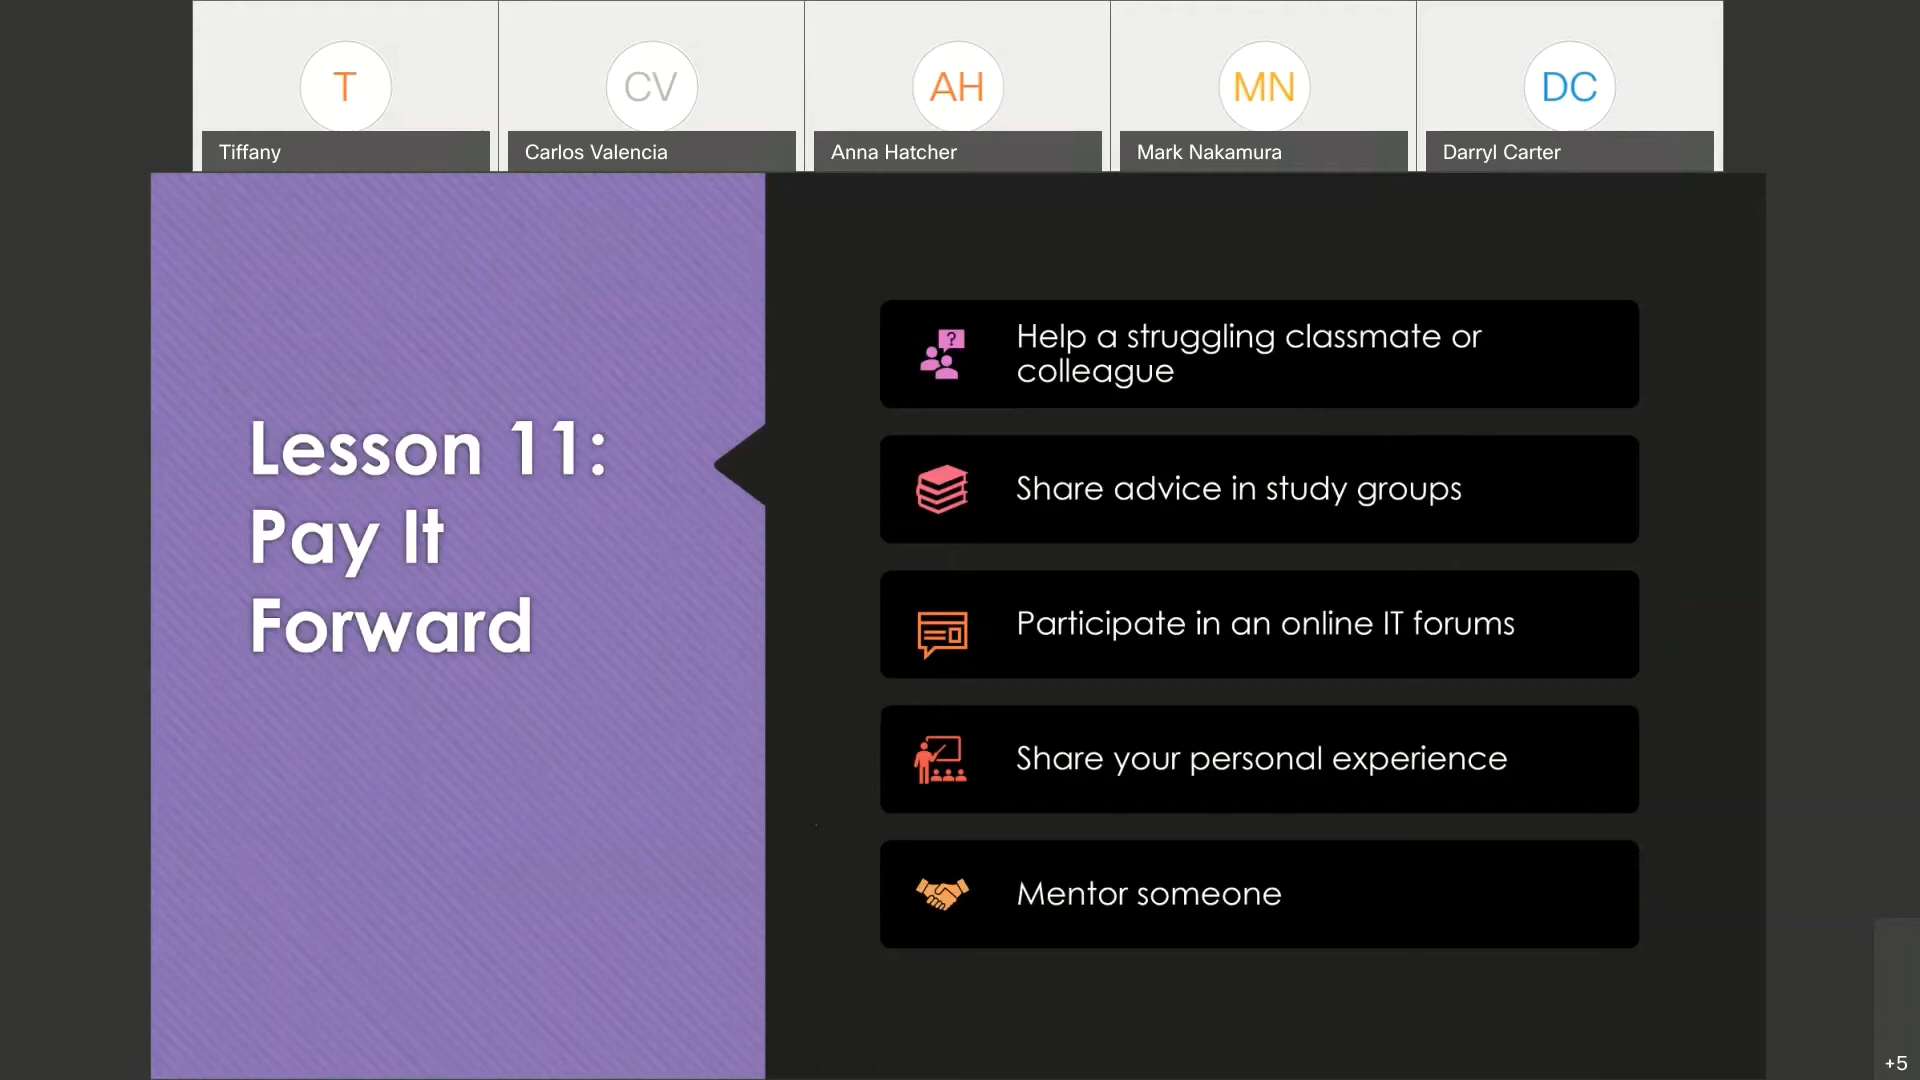 T
CV
AH
MN
DC
Tiffany
Carlos Valencia
Anna Hatcher
Mark Nakamura
Darryl Carter
Lesson 11:
Pay It
Forward
?
Help a struggling classmate or
colleague
Share advice in study groups
Participate in an online IT forums
Share your personal experience
Mentor someone
+5